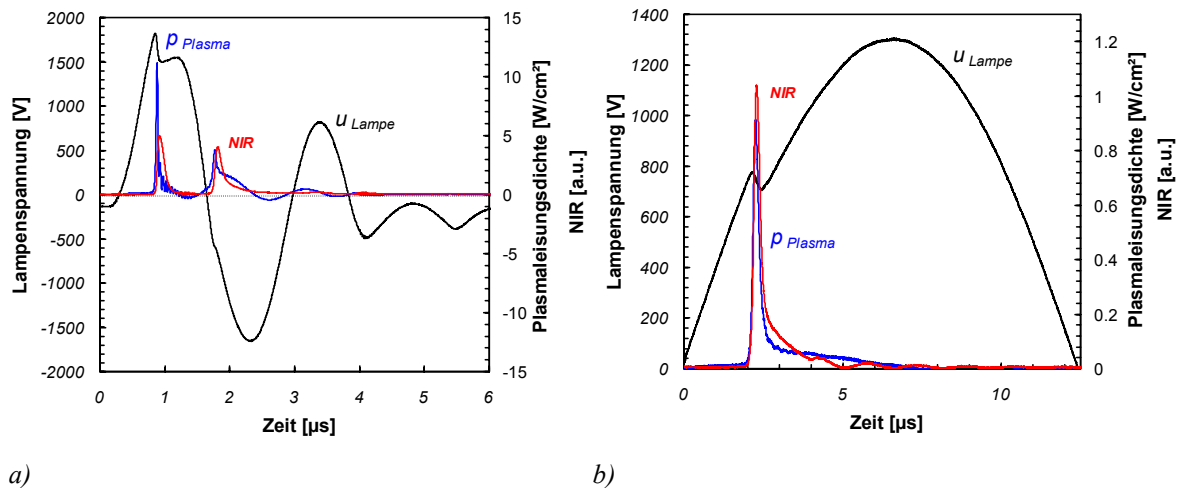 2000
1500
1000
500
0
-500
-1000
-1500
-2000
Lampenspannung [V]
p Plasma
NIR
u Lampe
15
10
5
0
-5
-10
-15
Plasmaleisungsdichte [W/cm²]
NIR [a.u.]
0 1 2 3 4 5 6
Zeit [µs]
a)
1400
1200
1000
800
600
400
200
0
Lampenspannung [V]
u Lampe
NIR
p Plasma
1.2
1
0.8
0.6
0.4
0.2
0
Plasmaleisungsdichte [W/cm²]
NIR [a.u.]
0 5 10
Zeit [µs]
b)